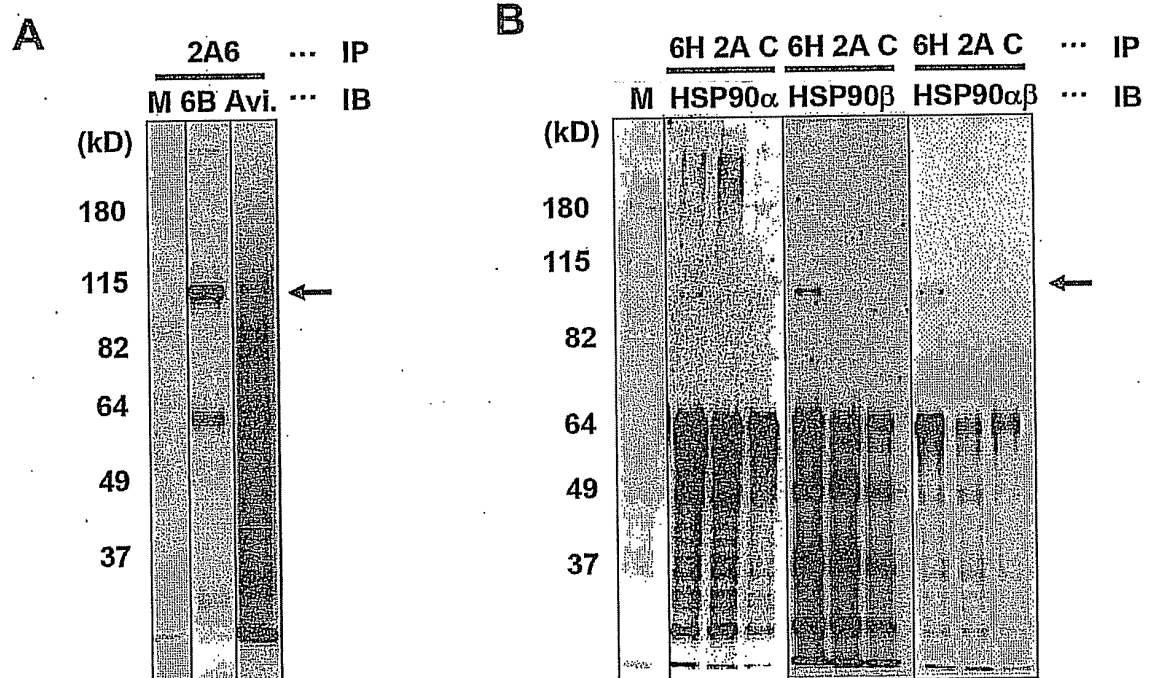 A
2A6 ... IP
M 6B Avi. ... IB
(kD)
180
115
82
64
49
37
B
6H 2A C 6H 2A C 6H 2A C ... IP
M HSP90α HSP90β HSP90αβ ... IB
(kD)
180
115
82
64
49
37